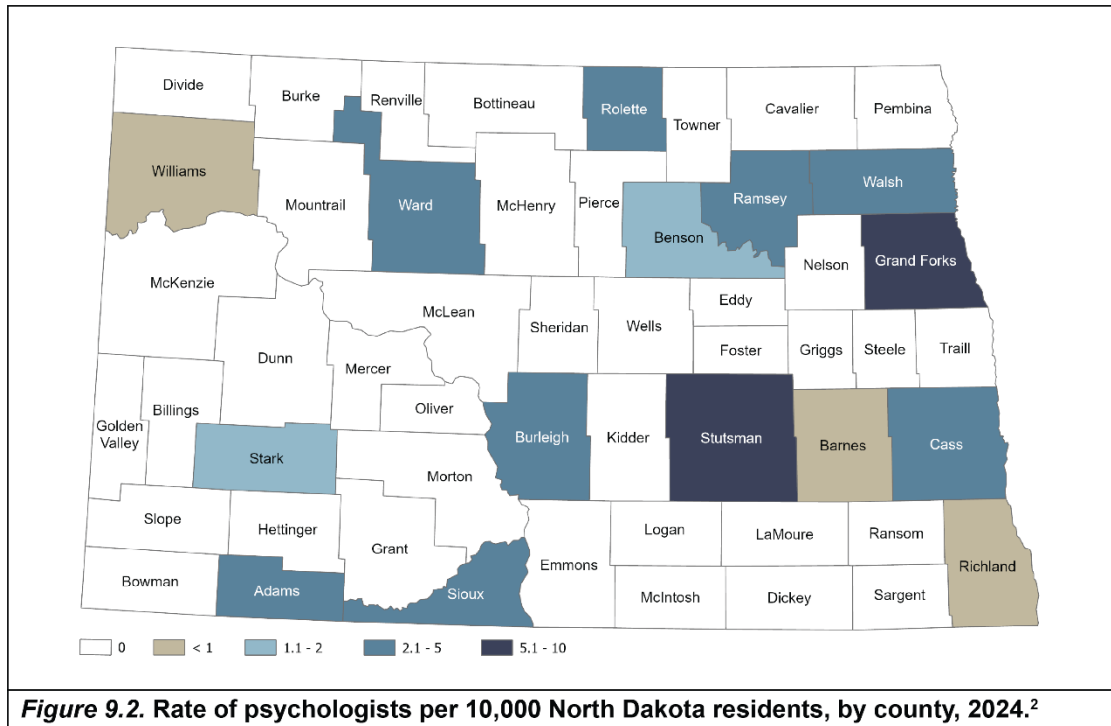 Divide
Burke
Renville
Bottineau
Rolette
Towner
Cavalier
Pembina
Williams
Mountrail
Ward
McHenry
Pierce
Benson
Ramsey
Walsh
Nelson
Grand Forks
McKenzie
McLean
Sheridan
Wells
Eddy
Foster
Griggs
Steele
Traill
Dunn
Mercer
Oliver
Golden
Valley
Billings
Stark
Morton
Burleigh
Kidder
Stutsman
Barnes
Cass
Slope
Hettinger
Grant
Emmons
Logan
LaMoure
Ransom
Richland
Bowman
Adams
Sioux
McIntosh
Dickey
Sargent
0
< 1
1.1 - 2
2.1 - 5
5.1 - 10
Figure 9.2. Rate of psychologists per 10,000 North Dakota residents, by county, 2024.²